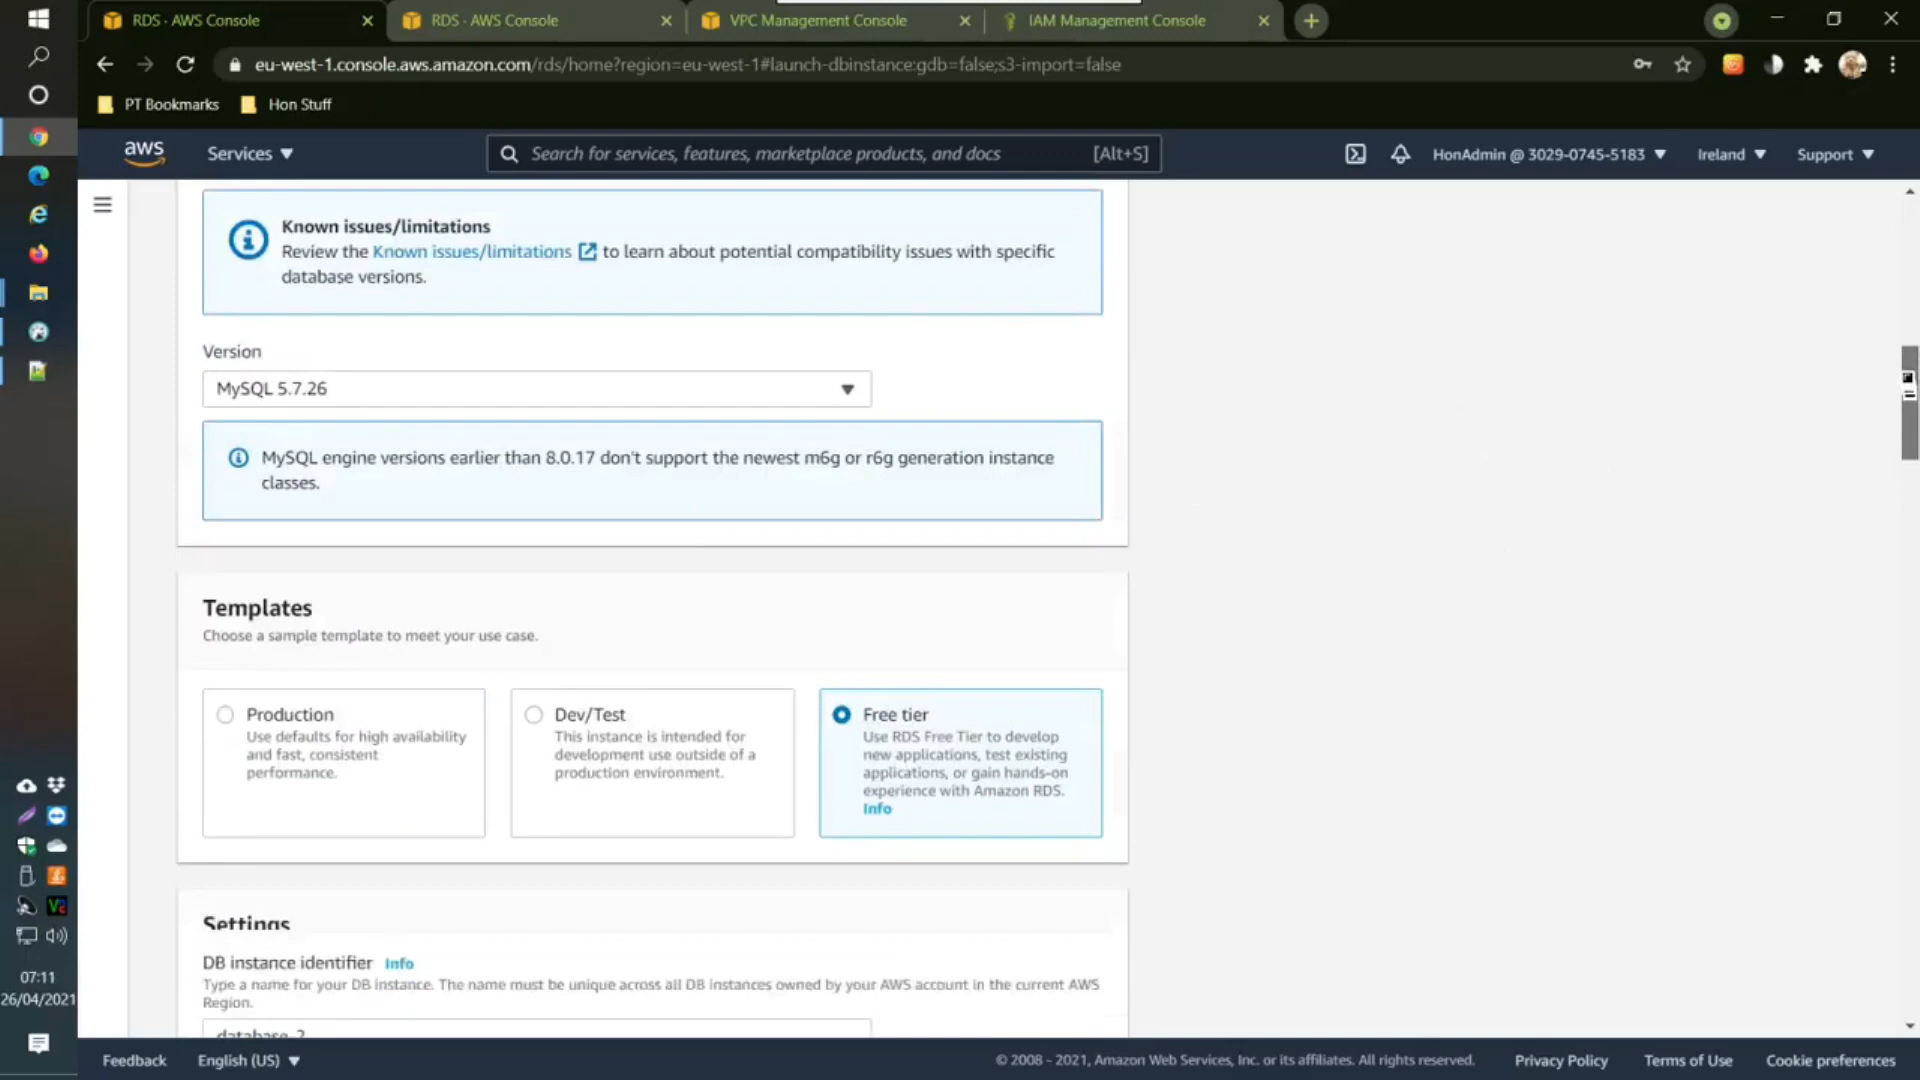 RDS · AWS Console
RDS · AWS Console
VPC Management Console
IAM Management Console
eu-west-1.console.aws.amazon.com/rds/home?region=eu-west-1#launch-dbinstance:gdb=false;s3-import=false
PT Bookmarks
Hon Stuff
aws
Services
Search for services, features, marketplace products, and docs
[Alt+S]
HonAdmin @ 3029-0745-5183
Ireland
Support
Known issues/limitations
Review the Known issues/limitations to learn about potential compatibility issues with specific
database versions.
Version
MySQL 5.7.26
MySQL engine versions earlier than 8.0.17 don't support the newest m6g or r6g generation instance
classes.
Templates
Choose a sample template to meet your use case.
Production
Use defaults for high availability
and fast, consistent
performance.
Dev/Test
This instance is intended for
development use outside of a
production environment.
Free tier
Use RDS Free Tier to develop
new applications, test existing
applications, or gain hands-on
experience with Amazon RDS.
Info
Settings
DB instance identifier Info
Type a name for your DB instance. The name must be unique across all DB instances owned by your AWS account in the current AWS
Region.
database-2
07:11
26/04/2021
Feedback
English (US)
© 2008 - 2021, Amazon Web Services, Inc. or its affiliates. All rights reserved.
Privacy Policy
Terms of Use
Cookie preferences